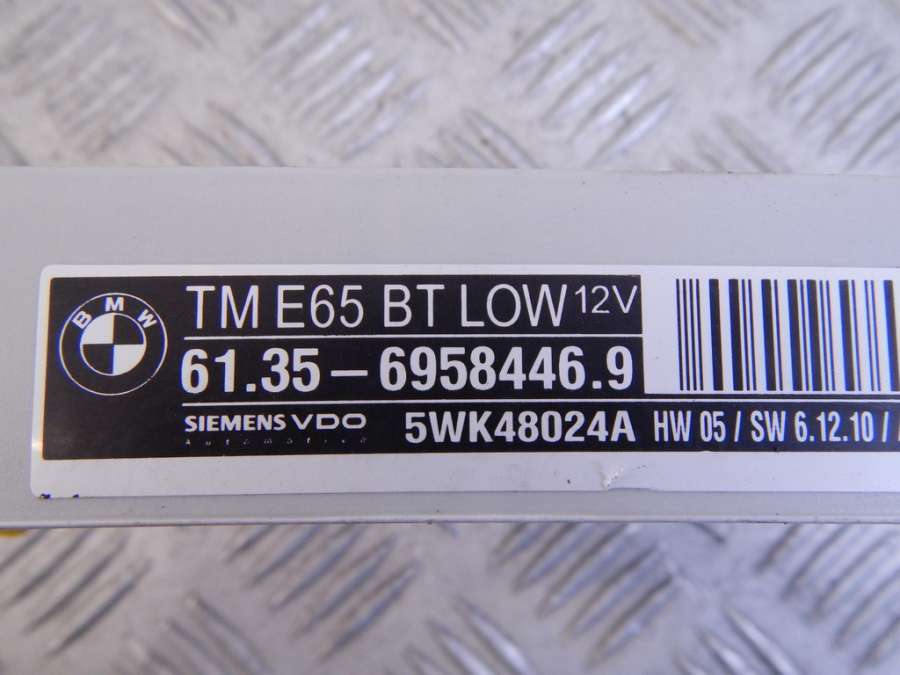 BMW
TM E65 BT LOW 12V
61.35 – 6958446.9
SIEMENS VDO
Automotive
5WK48024A HW 05 / SW 6.12.10 /